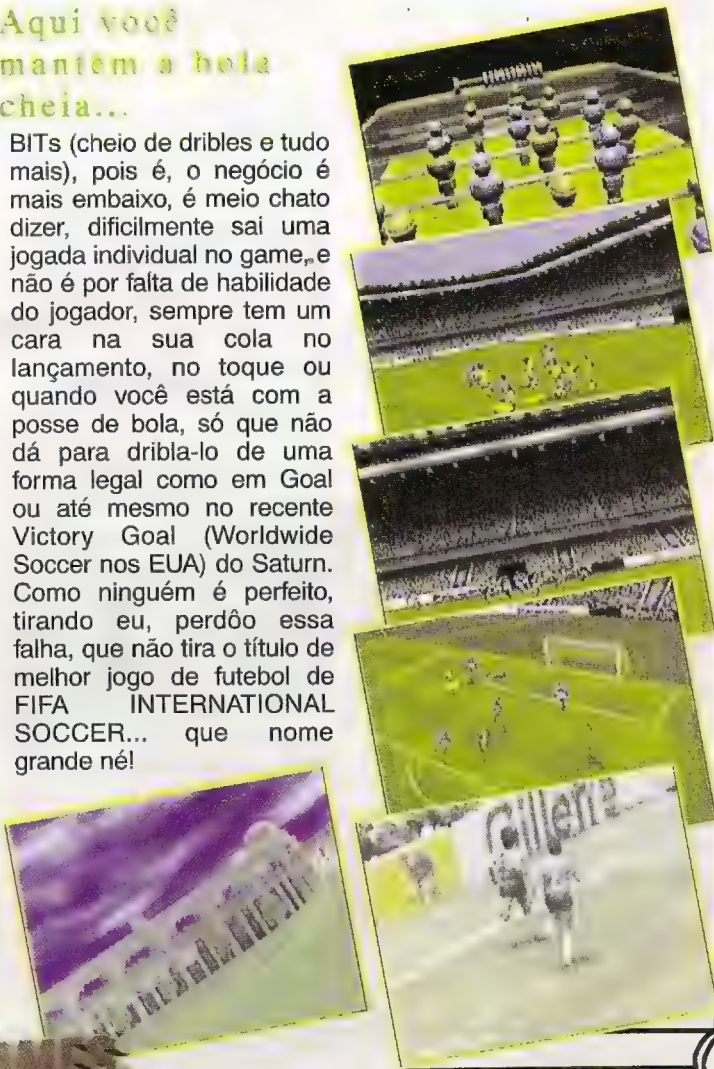 Aqui você
mantém a bola
cheia...
BITs (cheio de dribles e tudo
mais), pois é, o negócio é
mais embaixo, é meio chato
dizer, dificilmente sai uma
jogada individual no game, e
não é por falta de habilidade
do jogador, sempre tem um
cara na sua cola no
lançamento, no toque ou
quando você está com a
posse de bola, só que não
dá para dribla-lo de uma
forma legal como em Goal
ou até mesmo no recente
Victory Goal (Worldwide
Soccer nos EUA) do Saturn.
Como ninguém é perfeito,
tirando eu, perdôo essa
falha, que não tira o título de
melhor jogo de futebol de
FIFA INTERNATIONAL
SOCCER... que nome
grande né!
Gillette